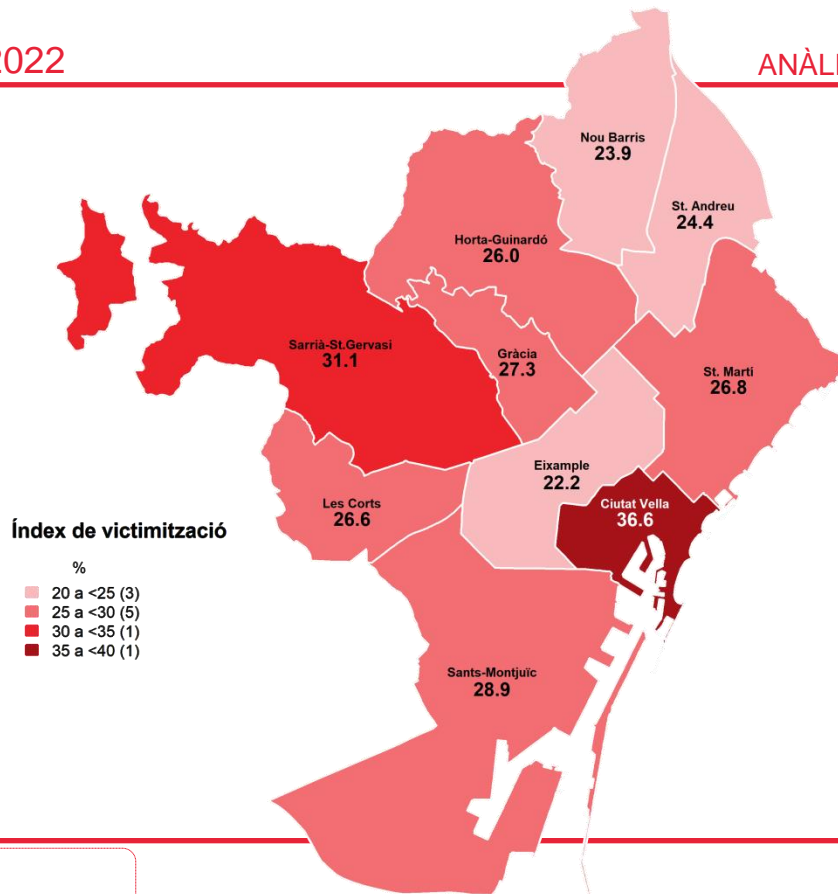 2022
Nou Barris
23.9
St. Andreu
24.4
Horta-Guinardó
26.0
Sarrià-St.Gervasi
31.1
Gràcia
27.3
St. Martí
26.8
Eixample
22.2
Ciutat Vella
36.6
Les Corts
26.6
Índex de victimització
%
20 a <25 (3)
25 a <30 (5)
30 a <35 (1)
35 a <40 (1)
Sants-Montjuïc
28.9